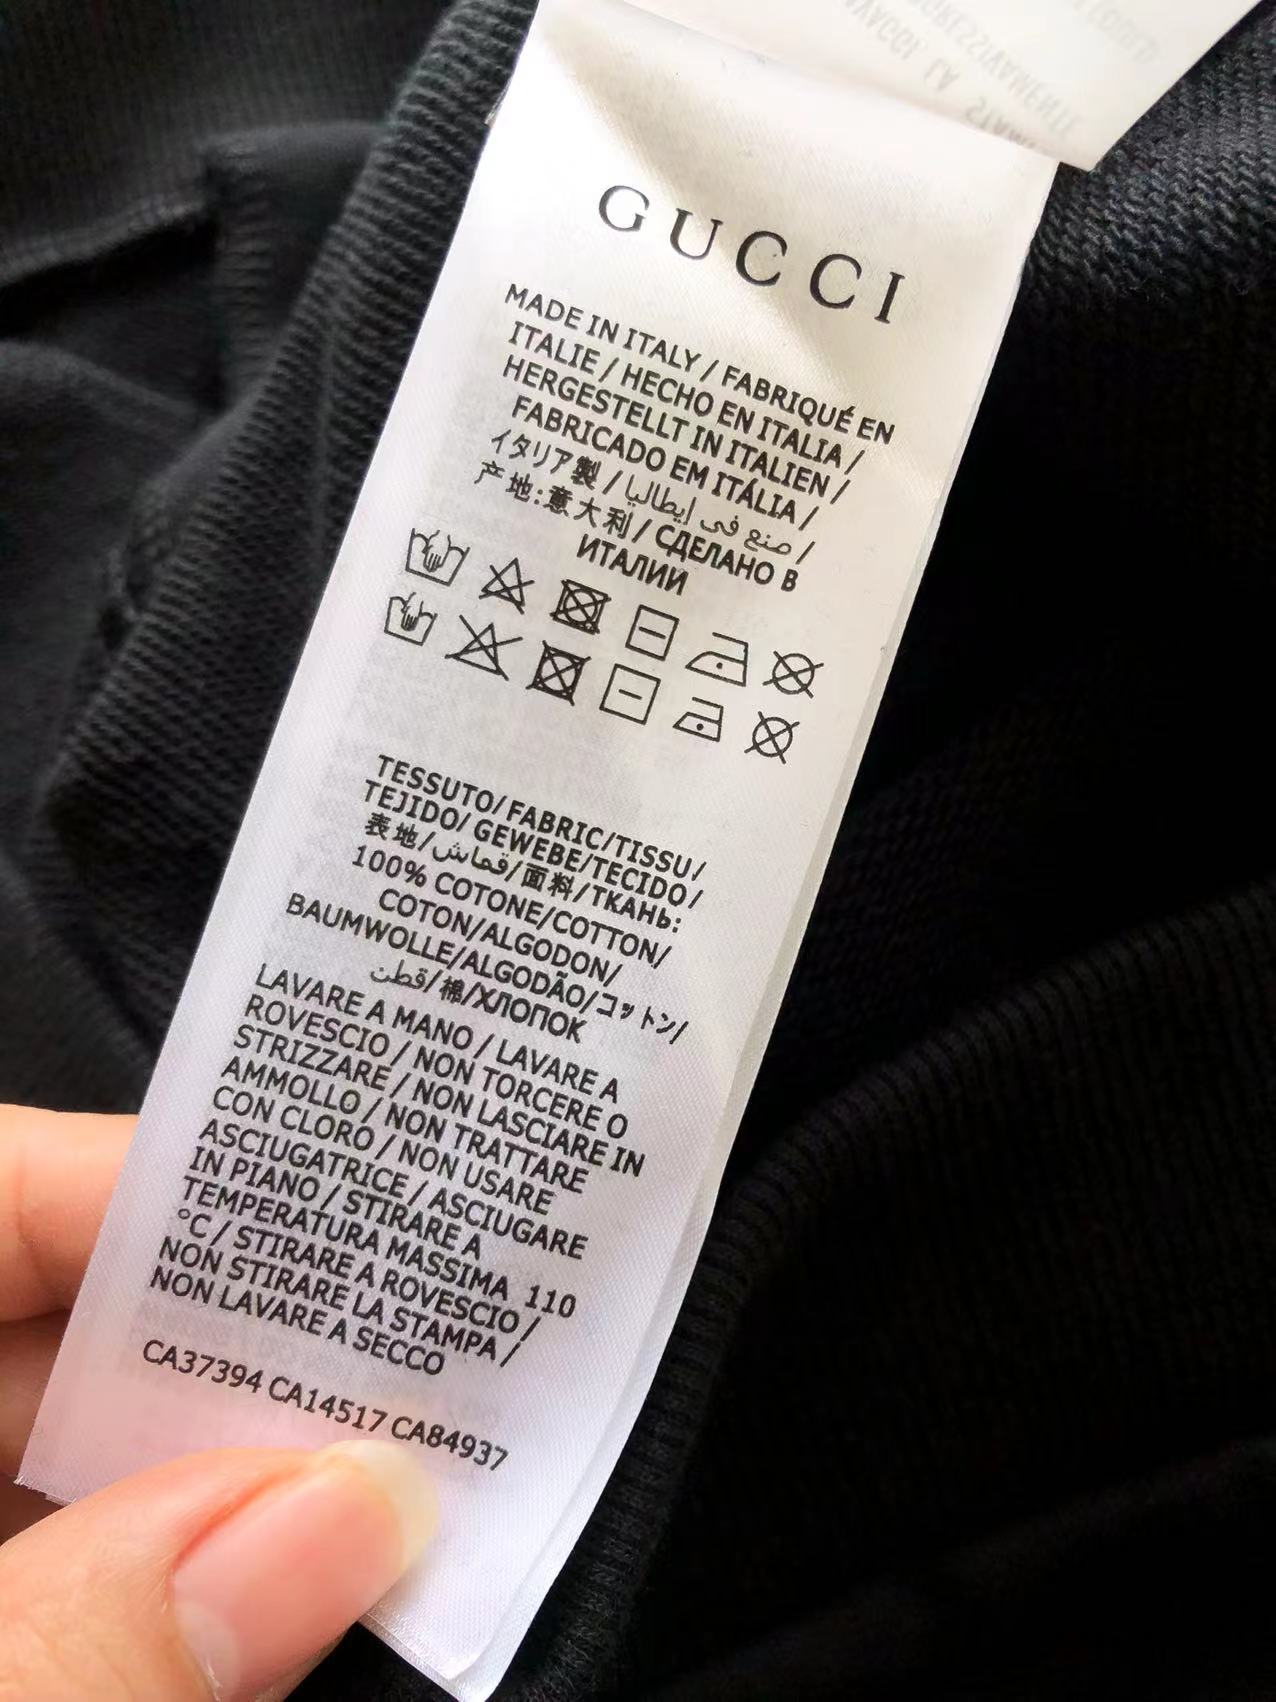 GUCCI
MADE IN ITALY / FABRIQUÉ EN
ITALIE / HECHO EN ITALIA /
HERGESTELLT IN ITALIEN /
FABRICADO EM ITÁLIA /
イタリア製 / صنع في إيطاليا /
产地:意大利 / СДЕЛАНО В
ИТАЛИИ
TESSUTO/FABRIC/TISSU/
TEJIDO/ GEWEBE/TECIDO/
表地/قماش/面料/ТКАНЬ:
100% COTONE/COTTON/
COTON/ALGODON/
BAUMWOLLE/ALGODÃO/コットン/
قطن/棉/ХЛОПОК
LAVARE A MANO / LAVARE A
ROVESCIO / NON TORCERE O
STRIZZARE / NON LASCIARE IN
AMMOLLO / NON TRATTARE
CON CLORO / NON USARE
ASCIUGATRICE / ASCIUGARE
IN PIANO / STIRARE A
TEMPERATURA MASSIMA 110
°C / STIRARE A ROVESCIO /
NON STIRARE LA STAMPA /
NON LAVARE A SECCO
CA37394 CA14517 CA84937